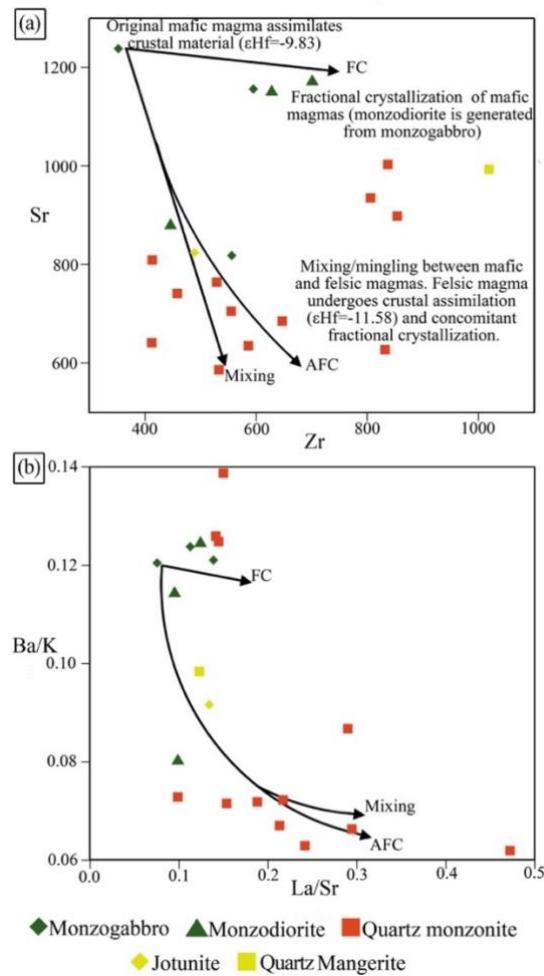 (a)
Original mafic magma assimilates
crustal material (εHf=-9.83)
FC
Fractional crystallization of mafic
magmas (monzodiorite is generated
from monzogabbro)
Mixing/mingling between mafic
and felsic magmas. Felsic magma
undergoes crustal assimilation
(εHf=-11.58) and concomitant
fractional crystallization.
Mixing
AFC
1200
1000
Sr
800
600
400
600
800
1000
Zr
(b)
0.14
0.12
Ba/K
0.10
0.08
0.06
FC
Mixing
AFC
0.0
0.1
0.2
0.3
0.4
0.5
La/Sr
Monzogabbro
Monzodiorite
Quartz monzonite
Jotunite
Quartz Mangerite